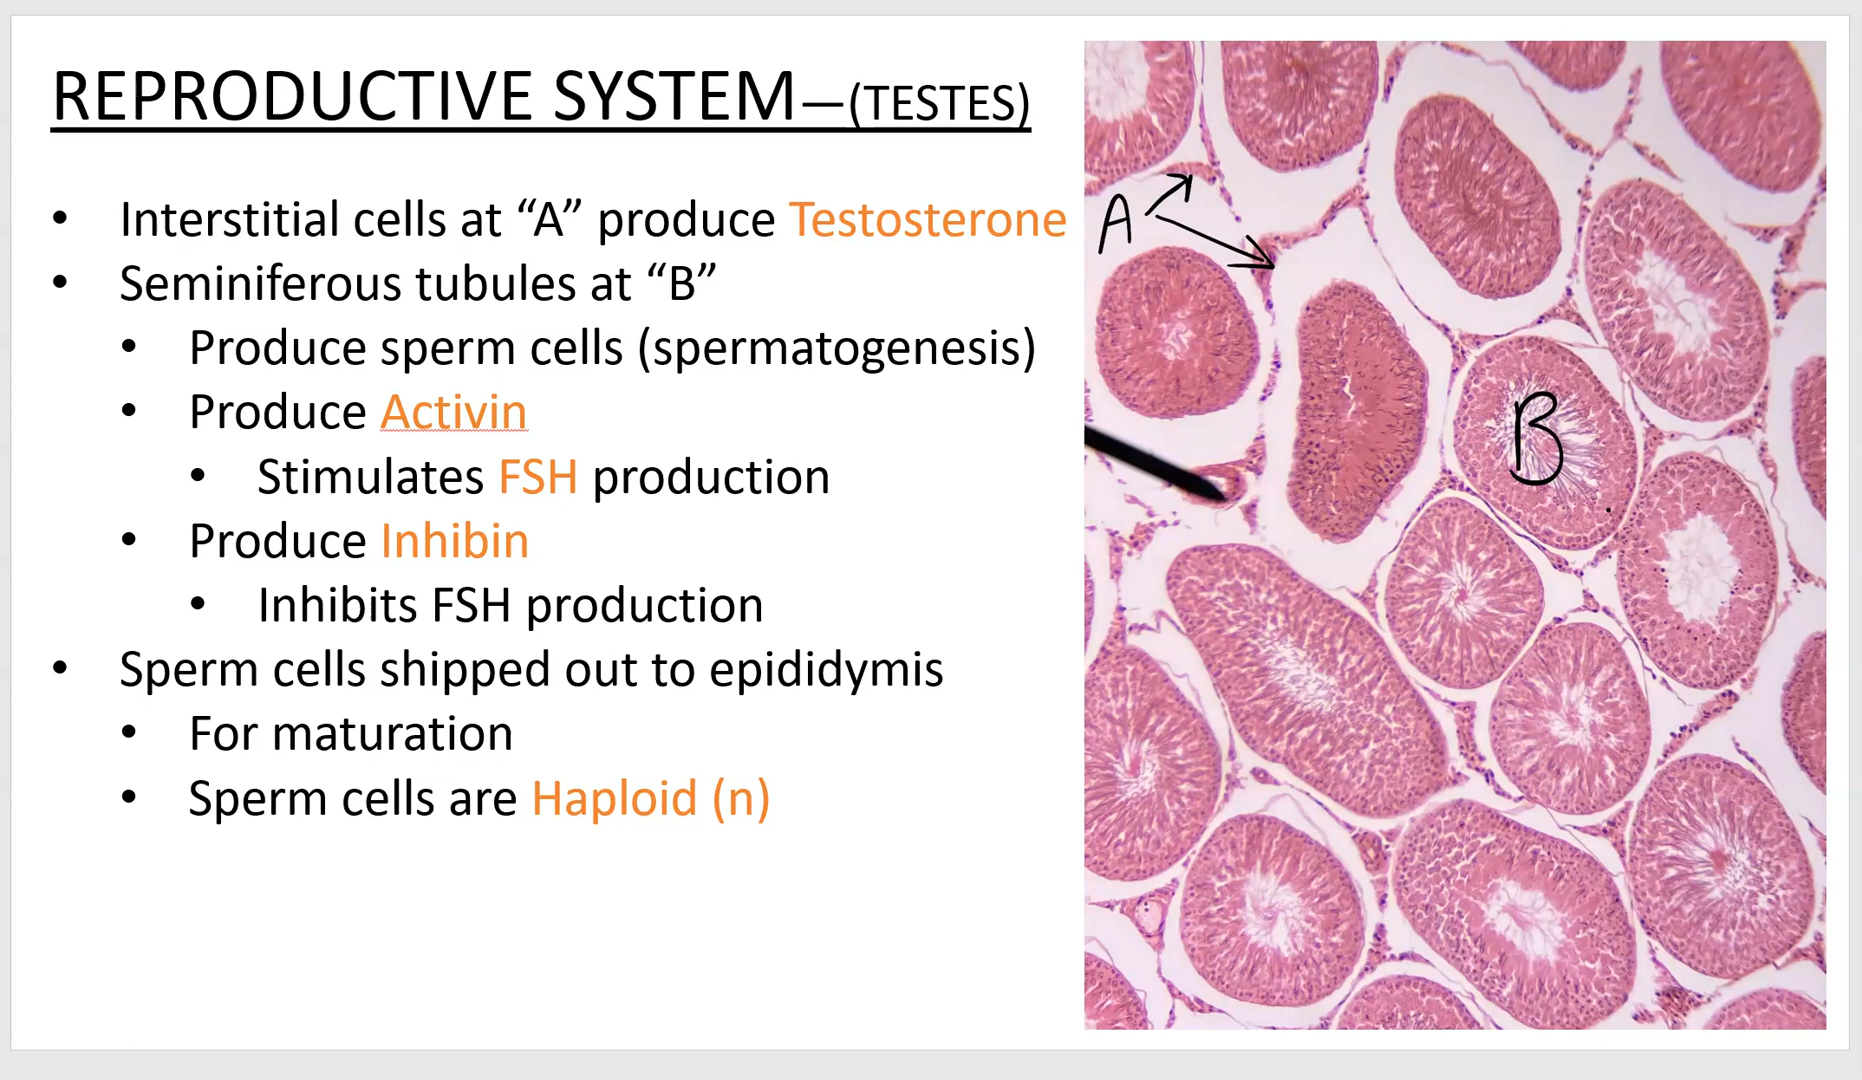 REPRODUCTIVE SYSTEM—(TESTES)
• Interstitial cells at “A” produce Testosterone
• Seminiferous tubules at “B”
• Produce sperm cells (spermatogenesis)
• Produce Activin
• Stimulates FSH production
• Produce Inhibin
• Inhibits FSH production
• Sperm cells shipped out to epididymis
• For maturation
• Sperm cells are Haploid (n)
A
B